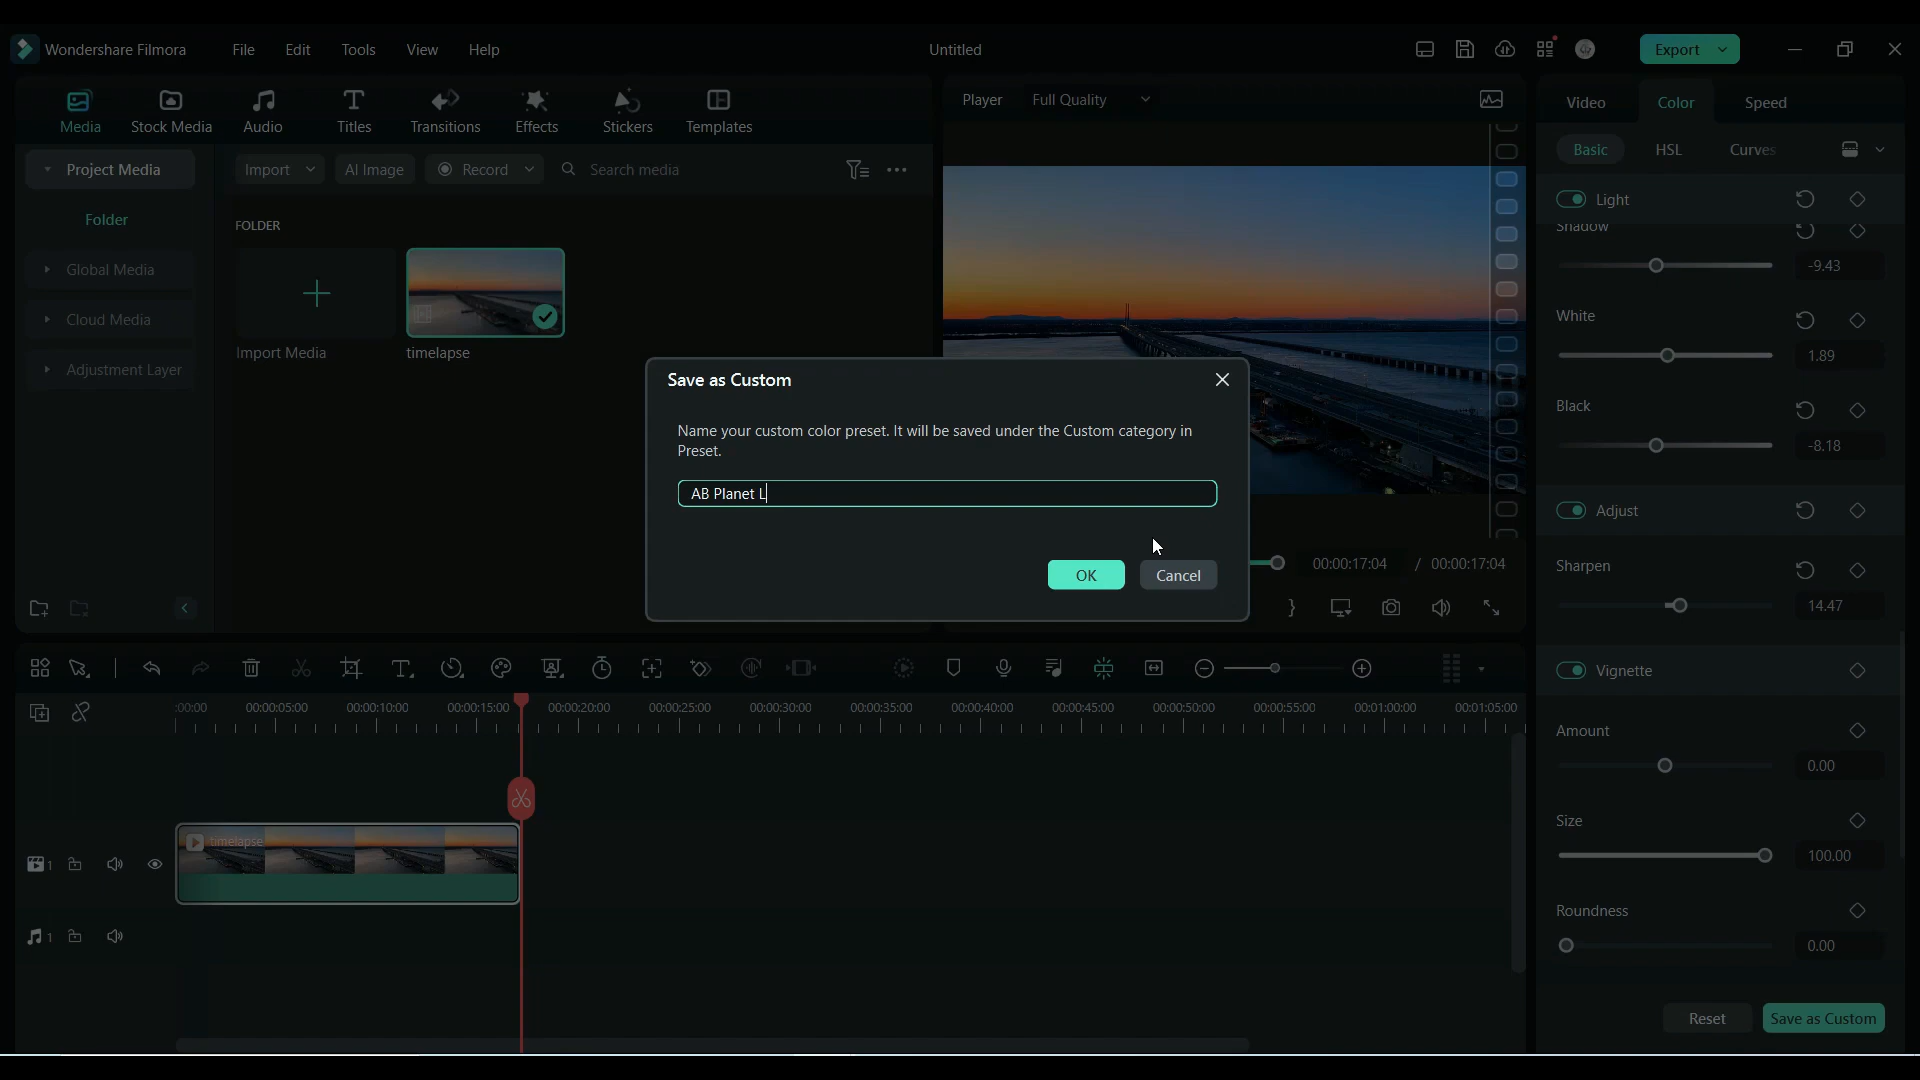 Wondershare Filmora
File
Edit
Tools
View
Help
Untitled
Export
Media
Stock Media
Audio
Titles
Transitions
Effects
Stickers
Templates
Player
Full Quality
Video
Color
Speed
Basic
HSL
Curves
Project Media
Folder
Global Media
Cloud Media
Adjustment Layer
Import
AI Image
Record
Search media
FOLDER
Import Media
timelapse
Save as Custom
Name your custom color preset. It will be saved under the Custom category in
Preset.
AB Planet L
OK
Cancel
00:00:17:04 / 00:00:17:04
Light
Shadow
-9.43
White
1.89
Black
-8.18
Adjust
Sharpen
14.47
Vignette
Amount
0.00
Size
100.00
Roundness
0.00
Reset
Save as Custom
:00:00
00:00:05:00
00:00:10:00
00:00:15:00
00:00:20:00
00:00:25:00
00:00:30:00
00:00:35:00
00:00:40:00
00:00:45:00
00:00:50:00
00:00:55:00
00:01:00:00
00:01:05:00
timelapse
1
1